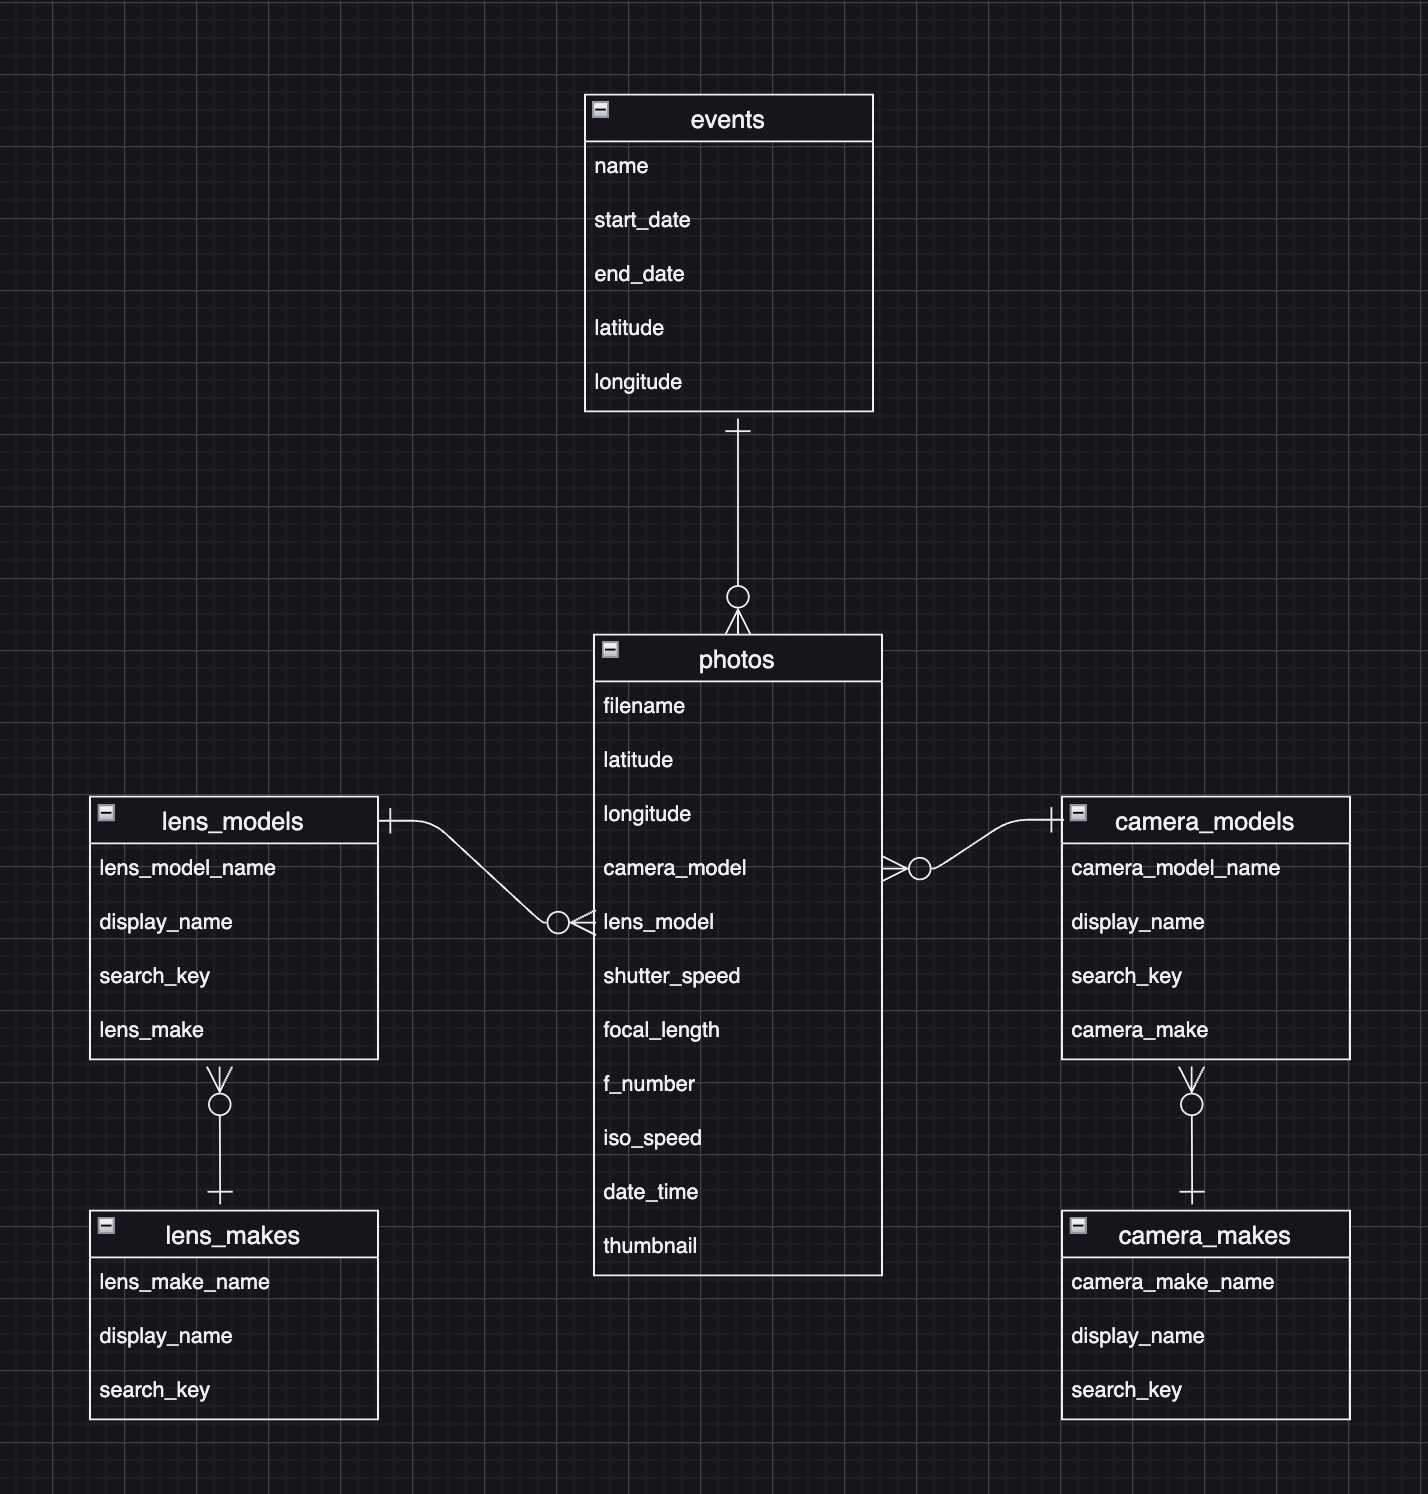 events
name
start_date
end_date
latitude
longitude
photos
filename
latitude
longitude
camera_model
lens_model
shutter_speed
focal_length
f_number
iso_speed
date_time
thumbnail
lens_models
lens_model_name
display_name
search_key
lens_make
camera_models
camera_model_name
display_name
search_key
camera_make
lens_makes
lens_make_name
display_name
search_key
camera_makes
camera_make_name
display_name
search_key